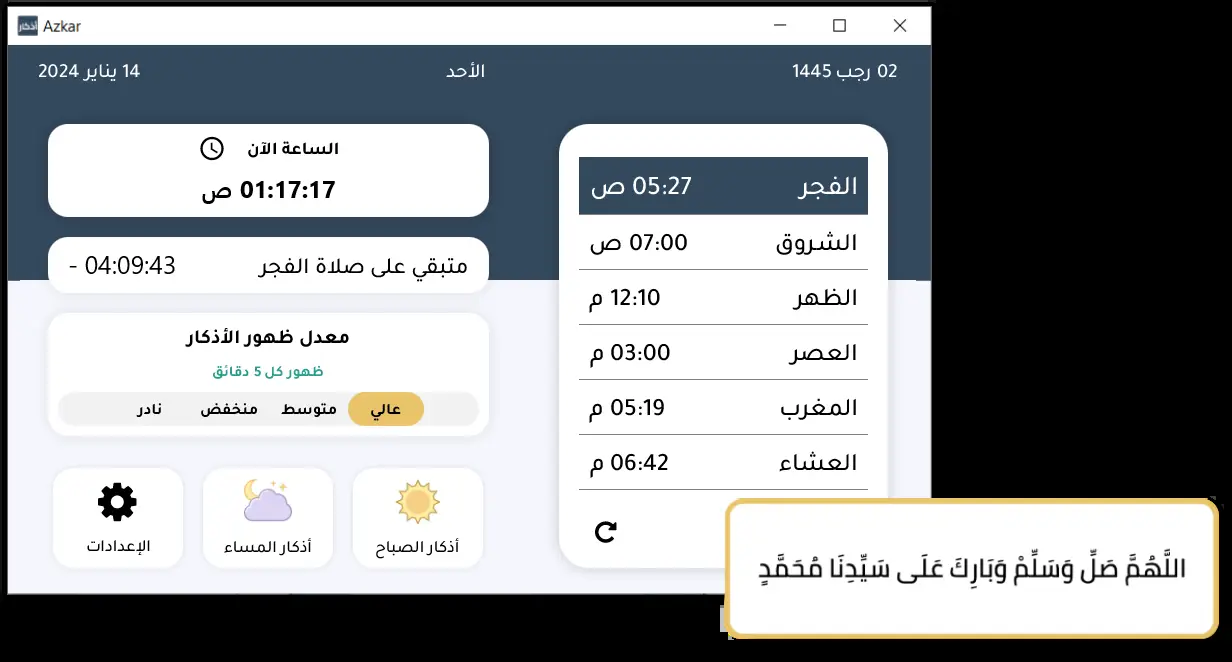 أذكار Azkar
02 رجب 1445
الأحد
14 يناير 2024
الساعة الآن
01:17:17 ص
متبقي على صلاة الفجر
04:09:43 -
معدل ظهور الأذكار
ظهور كل 5 دقائق
عالي متوسط منخفض نادر
أذكار الصباح
أذكار المساء
الإعدادات
الفجر 05:27 ص
الشروق 07:00 ص
الظهر 12:10 م
العصر 03:00 م
المغرب 05:19 م
العشاء 06:42 م
اللَّهُمَّ صَلِّ وَسَلِّمْ وَبَارِكَ عَلَى سَيِّدِنَا مُحَمَّدٍ